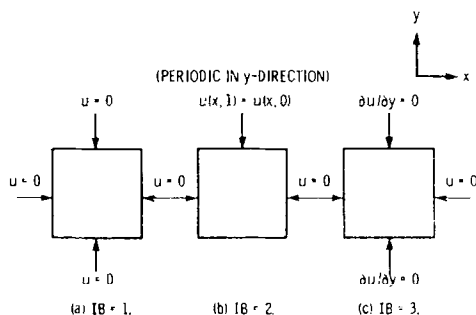 y
x
(PERIODIC IN y-DIRECTION)
u = 0
u(x, 1) = u(x, 0)
∂u/∂y = 0
u = 0
u = 0
u = 0
u = 0
u = 0
∂u/∂y = 0
(a) IB = 1.
(b) IB = 2.
(c) IB = 3.